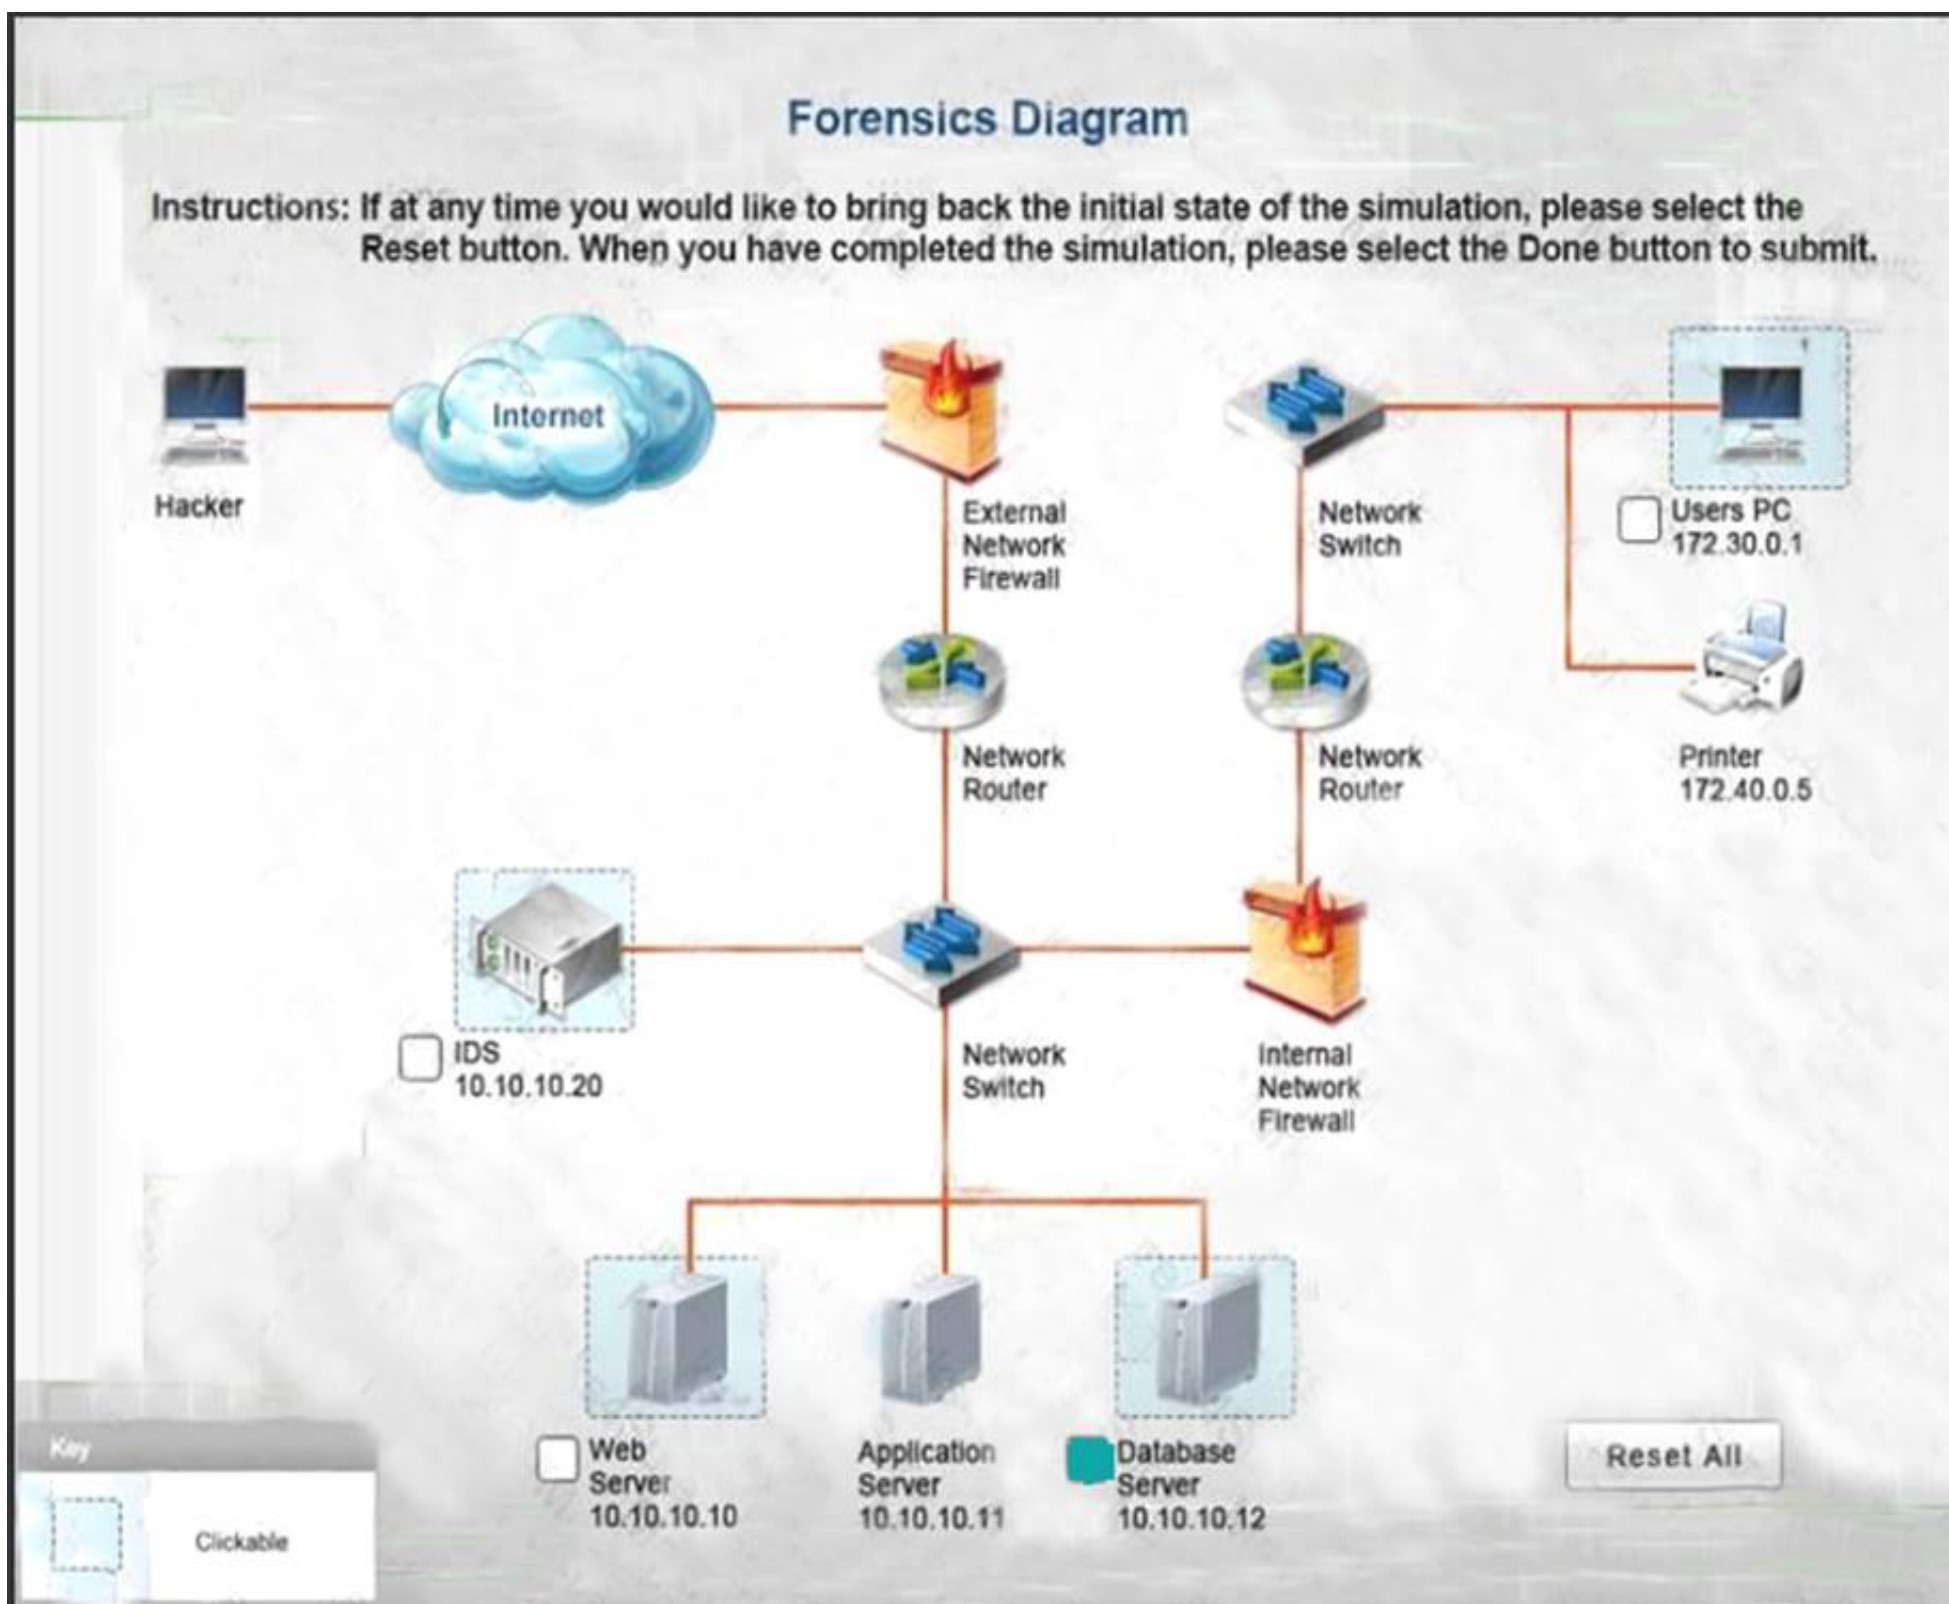 Forensics Diagram
Instructions: If at any time you would like to bring back the initial state of the simulation, please select the
Reset button. When you have completed the simulation, please select the Done button to submit.
Internet
Hacker
External
Network
Firewall
Network
Switch
Users PC
172.30.0.1
Network
Router
Network
Router
Printer
172.40.0.5
IDS
10.10.10.20
Network
Switch
Internal
Network
Firewall
Web
Server
10.10.10.10
Application
Server
10.10.10.11
Database
Server
10.10.10.12
Reset All
Key
Clickable